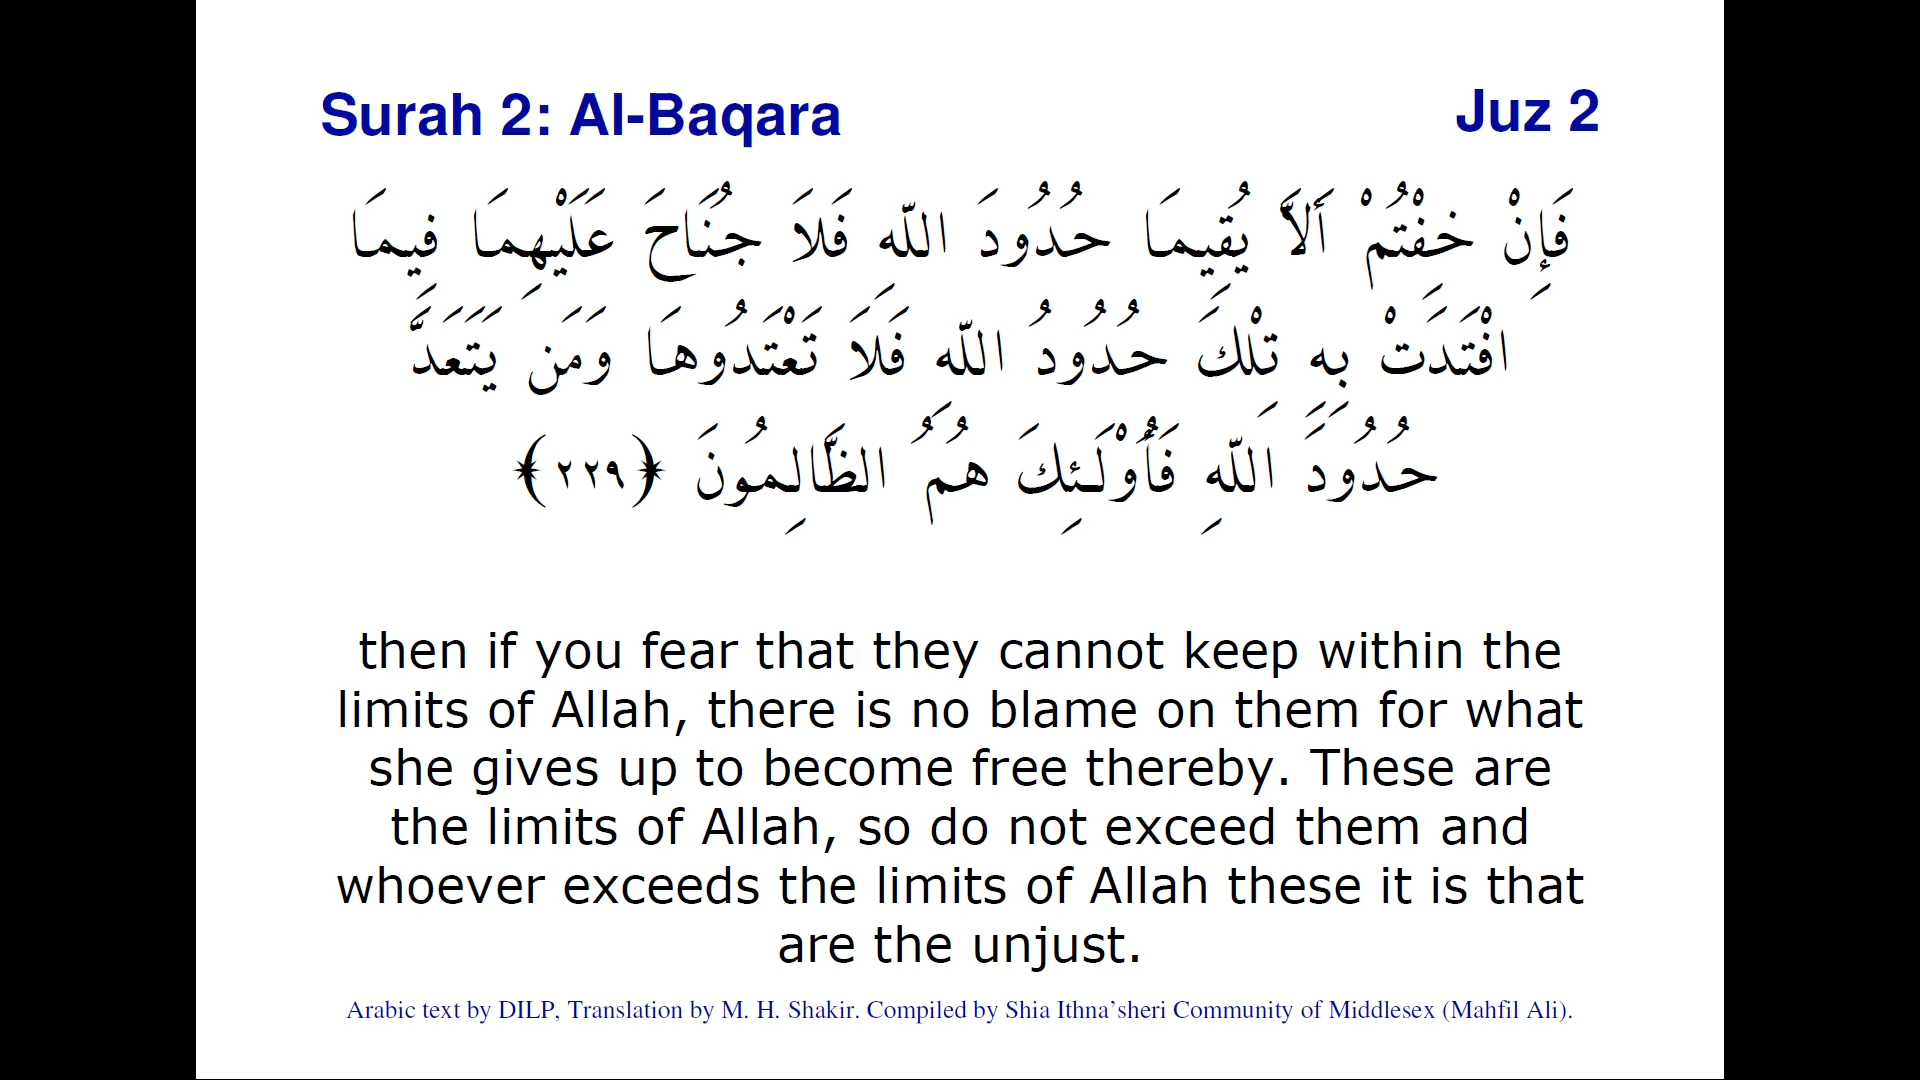 Surah 2: Al-Baqara
Juz 2
فَإِنْ خِفْتُمْ أَلاَّ يُقِيمَا حُدُودَ اللّهِ فَلاَ جُنَاحَ عَلَيْهِمَا فِيمَا
افْتَدَتْ بِهِ تِلْكَ حُدُودُ اللّهِ فَلاَ تَعْتَدُوهَا وَمَن يَتَعَدَّ
حُدُودَ اللّهِ فَأُوْلَـئِكَ هُمُ الظَّالِمُونَ ﴿٢٢٩﴾
then if you fear that they cannot keep within the
limits of Allah, there is no blame on them for what
she gives up to become free thereby. These are
the limits of Allah, so do not exceed them and
whoever exceeds the limits of Allah these it is that
are the unjust.
Arabic text by DILP, Translation by M. H. Shakir. Compiled by Shia Ithna’sheri Community of Middlesex (Mahfil Ali).